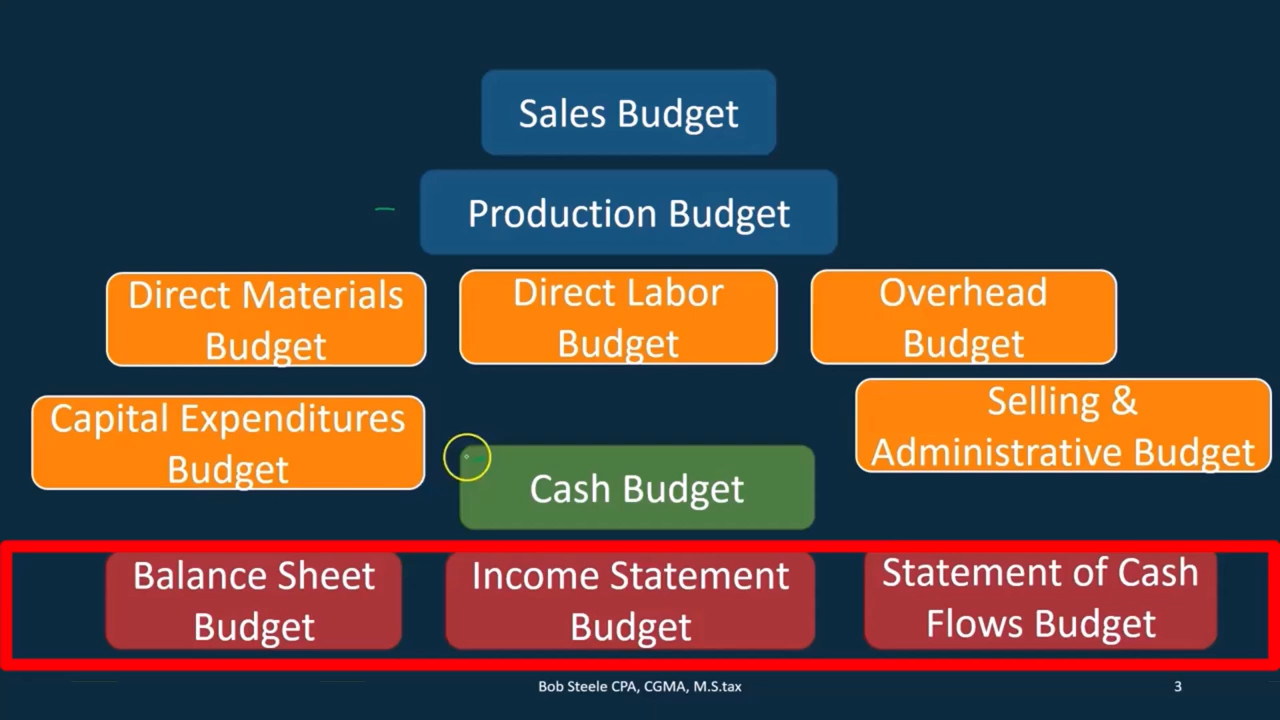 Sales Budget
Production Budget
Direct Materials
Budget
Direct Labor
Budget
Overhead
Budget
Capital Expenditures
Budget
Selling &
Administrative Budget
Cash Budget
Balance Sheet
Budget
Income Statement
Budget
Statement of Cash
Flows Budget
Bob Steele CPA, CGMA, M.S.tax
3